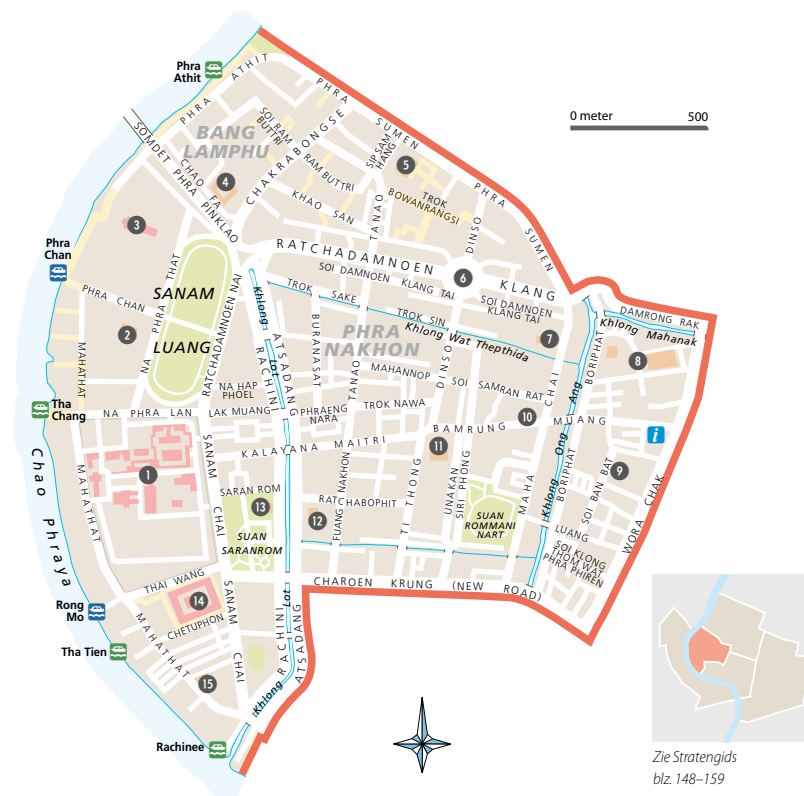 Phra
Athit
PHRA ATHIT
PHRA SUMEN
0 meter 500
BANG
LAMPHU
SOMDET PHRA PINKLAO
CHAO FA
SOI RAM
BUTTRI
RAM BUTTRI
CHAKRABONGSE
SIP SAM
HANG
5
4
TROK
BOWANRANGSI
KHAO SAN
TANAO
DINSO
PHRA SUMEN
3
Phra
Chan
RATCHADAMNOEN KLANG
SOI DAMNOEN KLANG TAI
6
SOI DAMNOEN
KLANG TAI
SANAM
LUANG
PHRA CHAN
NA PHRA THAT
RATCHADAMNOEN NAI
Khlong Lot
TROK SAKE
TROK SIN
Khlong Wat Thepthida
PHRA
NAKHON
DAMRONG RAK
Khlong Mahanak
2
7
8
MAHATHAT
RACHINI
ATSADANG
BURANASAT
TANAO
DINSO
MAHANNOP
SOI SAMRAN RAT
MAHA CHAI
BORIPHAT
Khlong Ong Ang
NA HAP
PHOEL
Tha
Chang
NA PHRA LAN
LAK MUANG
PHRAENG
NARA
TROK NAWA
10
BAMRUNG MUANG
KALAYANA MAITRI
11
i
Chao Phraya
MAHATHAT
1
SANAM CHAI
SARAN ROM
13
12
RATCHABOPHIT
FUANG NAKHON
TI THONG
UNAKAN
SIRI PHONG
BORIPHAT
SOI BAN BAT
9
WORA CHAK
SUAN
SARANROM
SUAN
ROMMANI
NART
LUANG
SOI KLONG
THOM WAT
PHRA PHIREN
THAI WANG
CHAROEN KRUNG (NEW ROAD)
Rong
Mo
14
CHETUPHON
MAHATHAT
SANAM CHAI
Lot
RACHINI
ATSADANG
Tha Tien
15
Khlong
Rachinee
Zie Stratengids
blz. 148–159